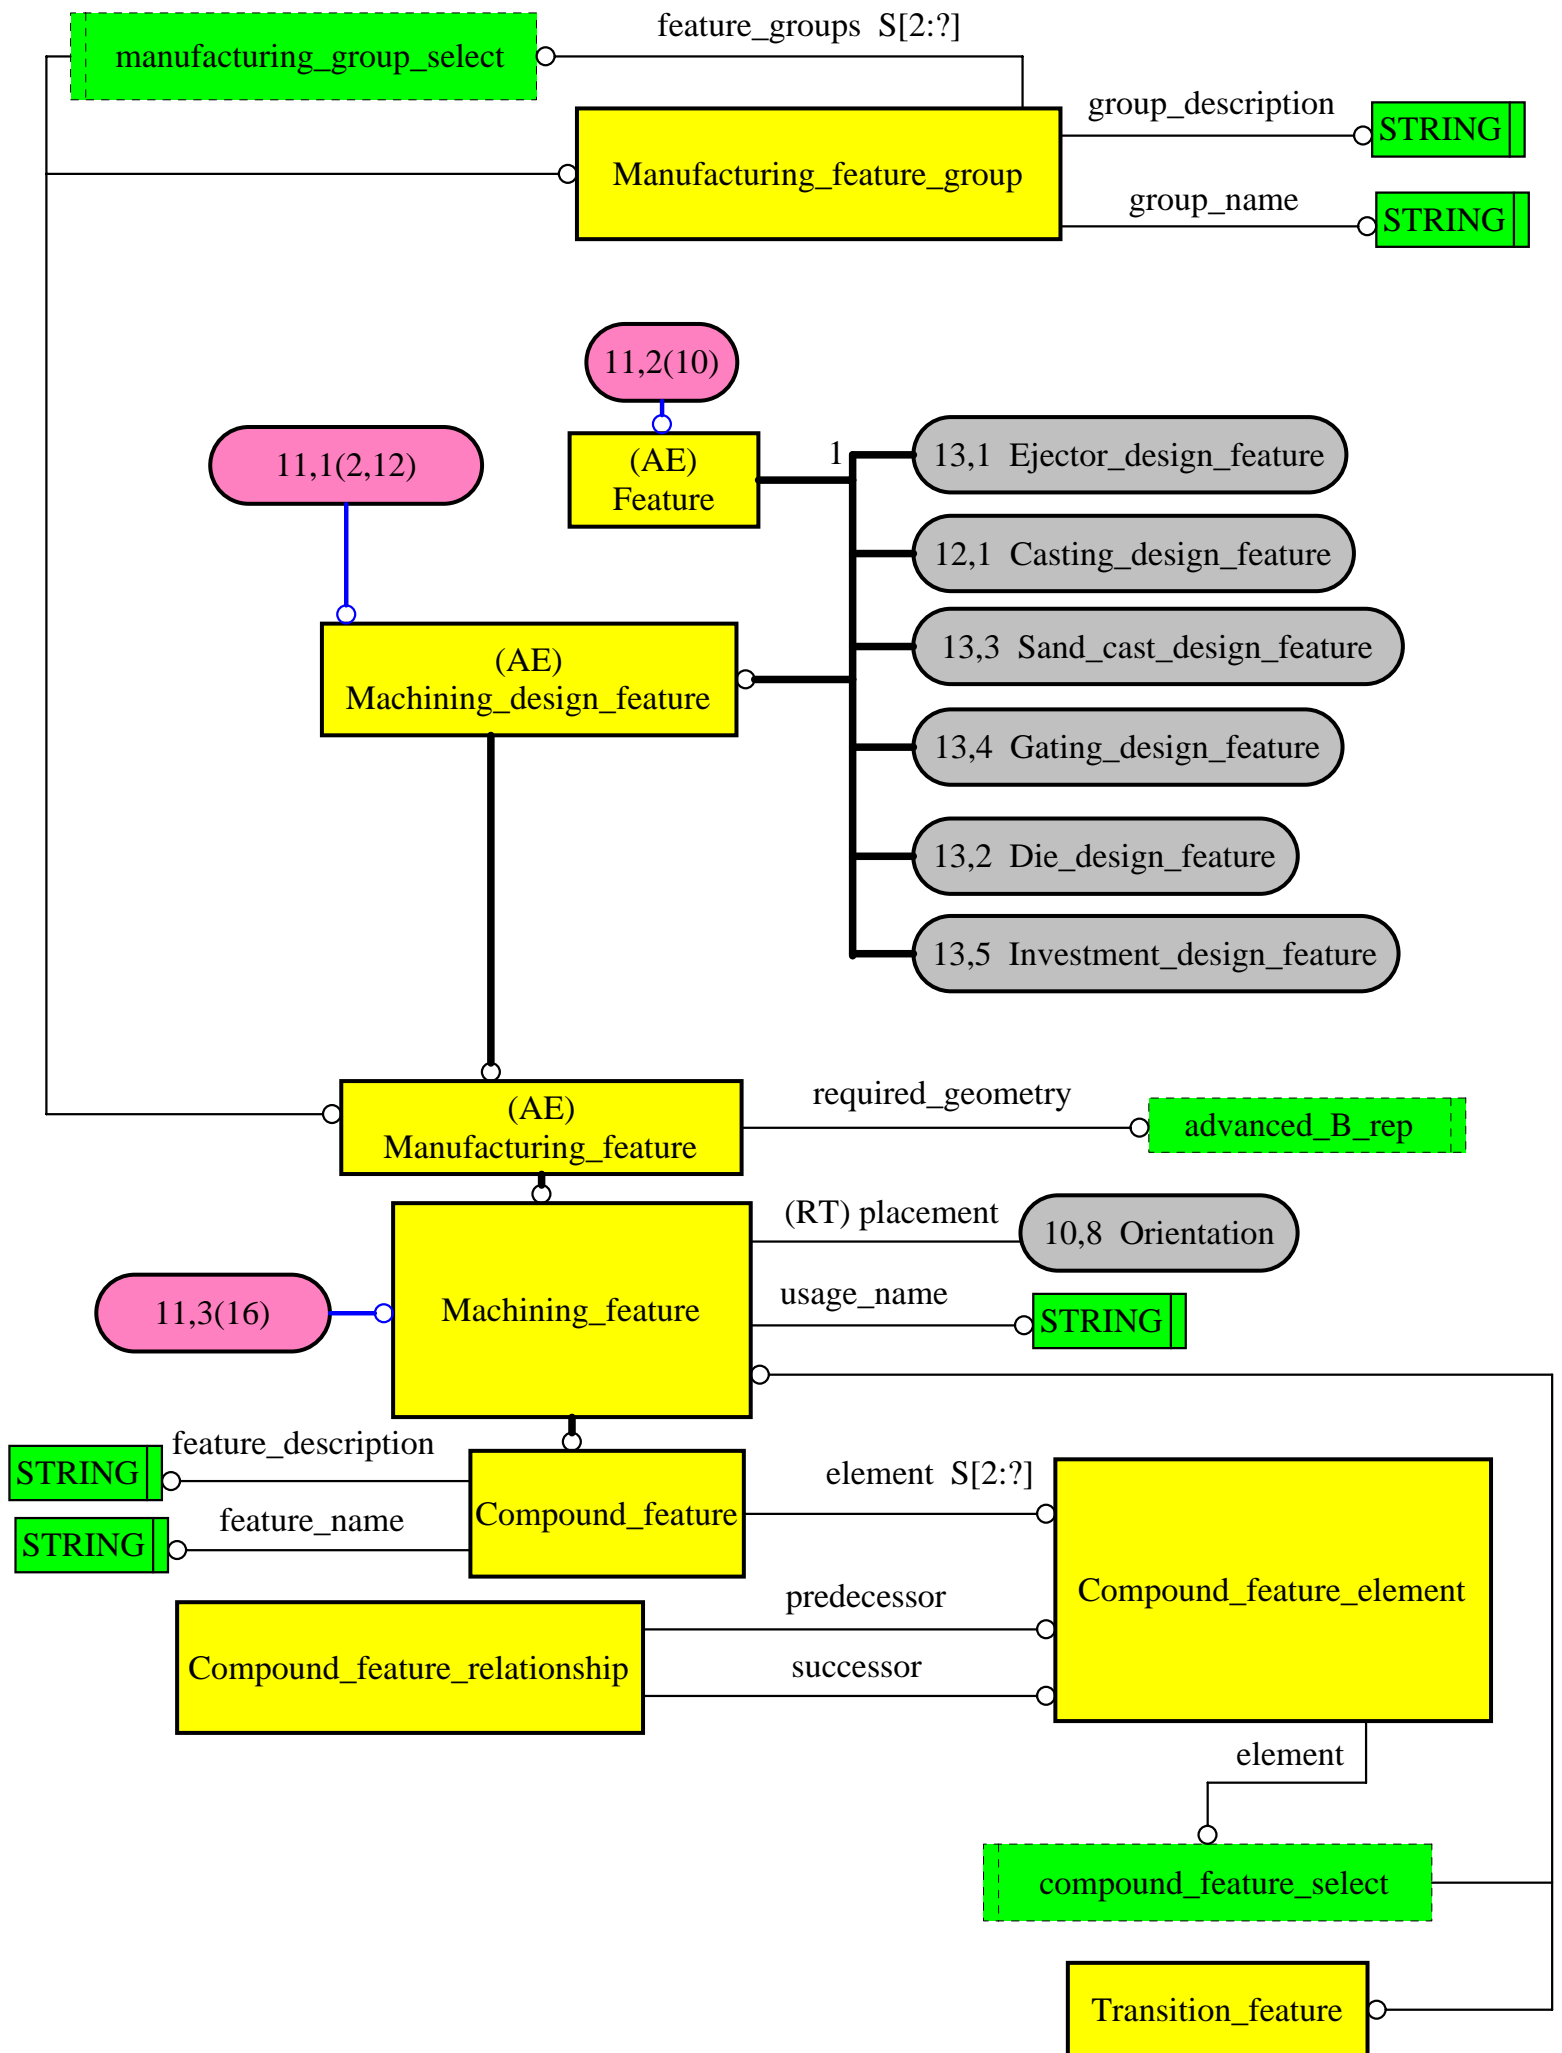 feature_groups  S[2:?]
manufacturing_group_select
group_description
STRING
Manufacturing_feature_group
group_name
STRING
11,2(10)
11,1(2,12)
(AE)
Feature
1
13,1  Ejector_design_feature
12,1  Casting_design_feature
(AE)
Machining_design_feature
13,3  Sand_cast_design_feature
13,4  Gating_design_feature
13,2  Die_design_feature
13,5  Investment_design_feature
(AE)
Manufacturing_feature
required_geometry
advanced_B_rep
(RT) placement
10,8  Orientation
11,3(16)
Machining_feature
usage_name
STRING
feature_description
STRING
feature_name
STRING
Compound_feature
element  S[2:?]
Compound_feature_element
predecessor
Compound_feature_relationship
successor
element
compound_feature_select
Transition_feature